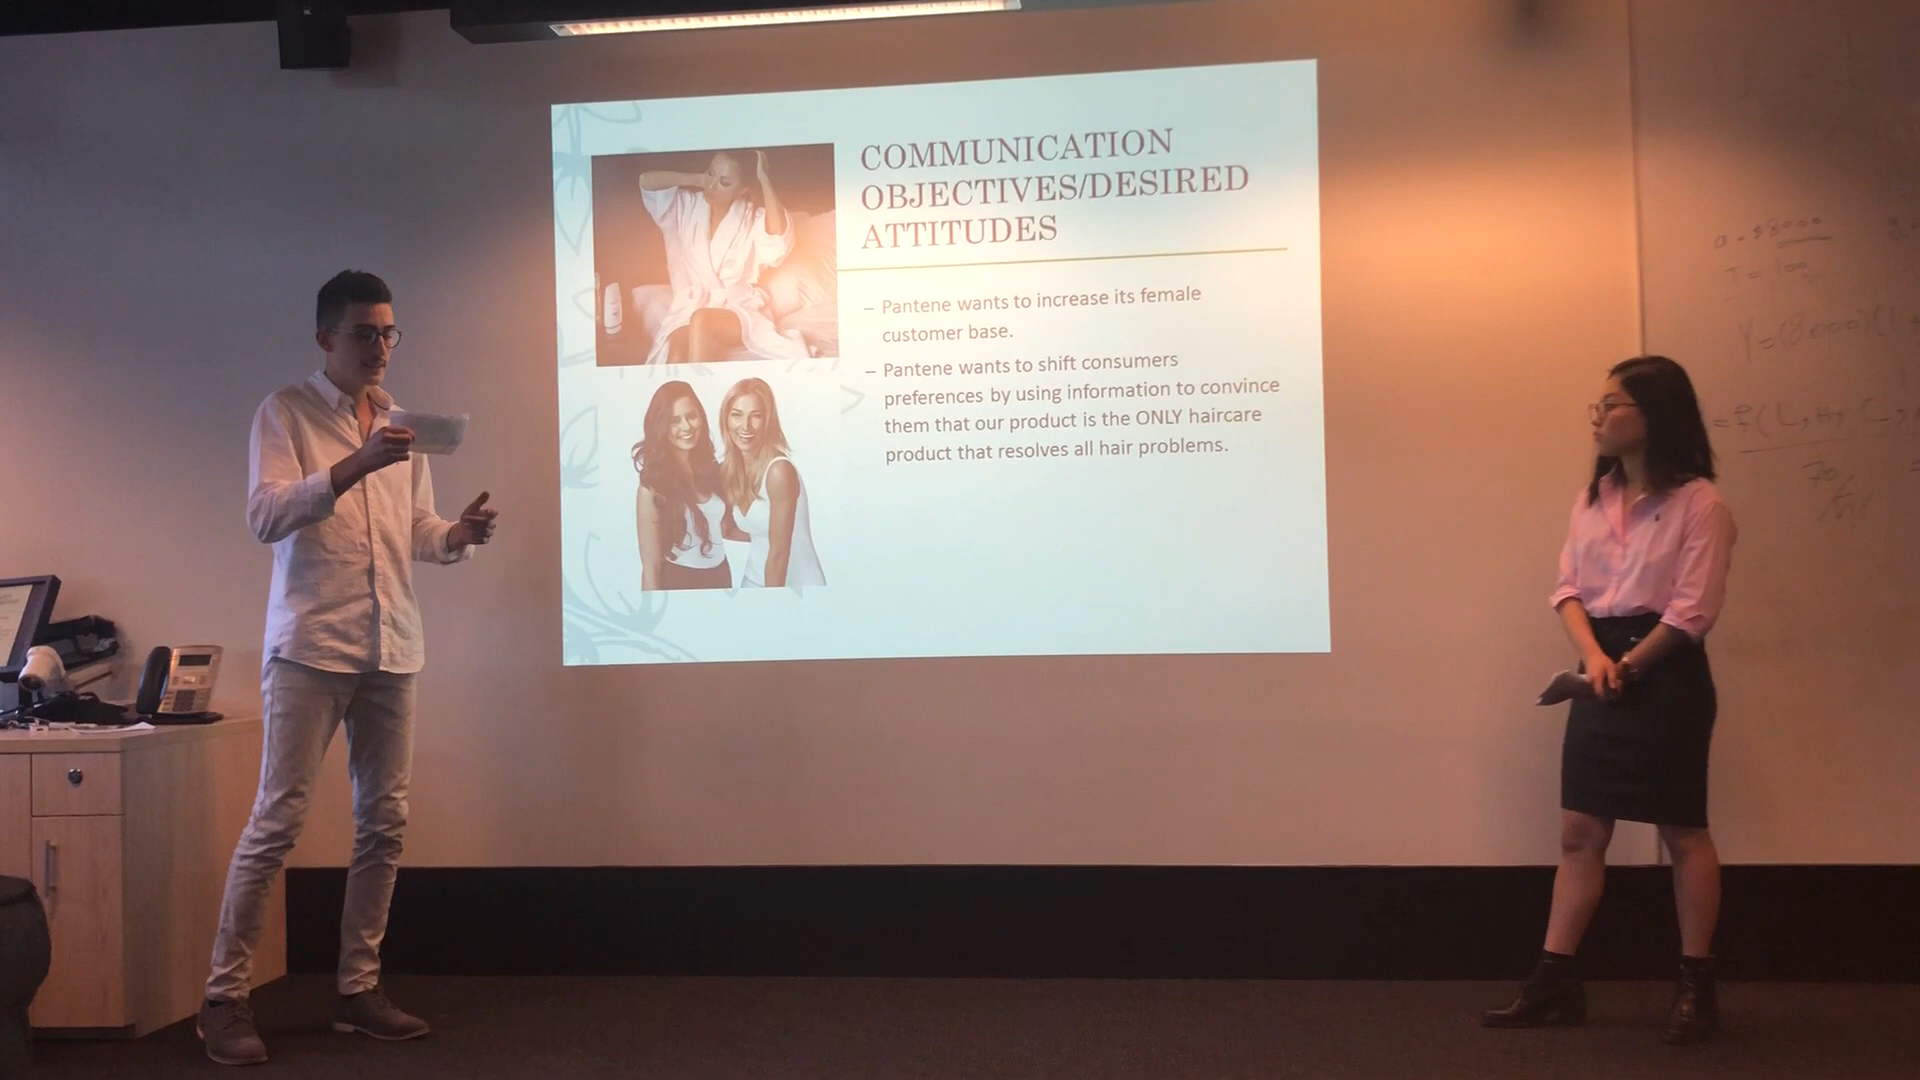 COMMUNICATION
OBJECTIVES/DESIRED
ATTITUDES
– Pantene wants to increase its female
customer base.
– Pantene wants to shift consumers
preferences by using information to convince
them that our product is the ONLY haircare
product that resolves all hair problems.